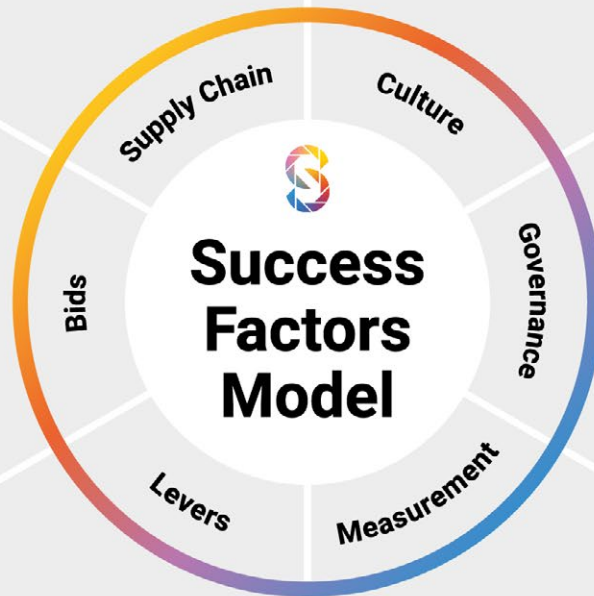 Success
Factors
Model
Culture
Governance
Measurement
Levers
Bids
Supply Chain